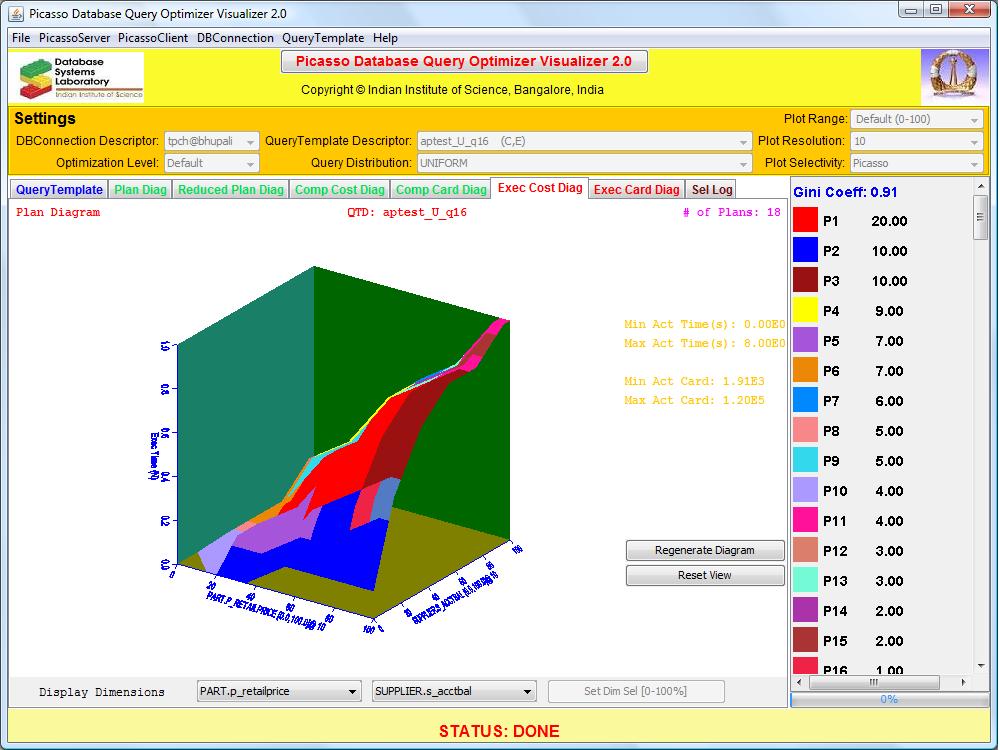 Picasso Database Query Optimizer Visualizer 2.0
File PicassoServer PicassoClient DBConnection QueryTemplate Help
Database
Systems
Laboratory
Indian Institute of Science
Picasso Database Query Optimizer Visualizer 2.0
Copyright © Indian Institute of Science, Bangalore, India
Settings
Plot Range: Default (0-100)
DBConnection Descriptor: tpch@bhupali QueryTemplate Descriptor: aptest_U_q16 (C,E) Plot Resolution: 10
Optimization Level: Default Query Distribution: UNIFORM Plot Selectivity: Picasso
QueryTemplate Plan Diag Reduced Plan Diag Comp Cost Diag Comp Card Diag Exec Cost Diag Exec Card Diag Sel Log
Plan Diagram QTD: aptest_U_q16 # of Plans: 18
Min Act Time(s): 0.00E0
Max Act Time(s): 8.00E0
Min Act Card: 1.91E3
Max Act Card: 1.20E5
1.0
0.8
0.6
0.4
0.2
0.0
Exec Time (N)
0 20 40 60 80 100
PART.P_RETAILPRICE [0.0,100.0]@ 10
0
100
Regenerate Diagram
Reset View
Gini Coeff: 0.91
P1 20.00
P2 10.00
P3 10.00
P4 9.00
P5 7.00
P6 7.00
P7 6.00
P8 5.00
P9 5.00
P10 4.00
P11 4.00
P12 3.00
P13 3.00
P14 2.00
P15 2.00
P16 1.00
0%
Display Dimensions PART.p_retailprice SUPPLIER.s_acctbal Set Dim Sel [0-100%]
STATUS: DONE